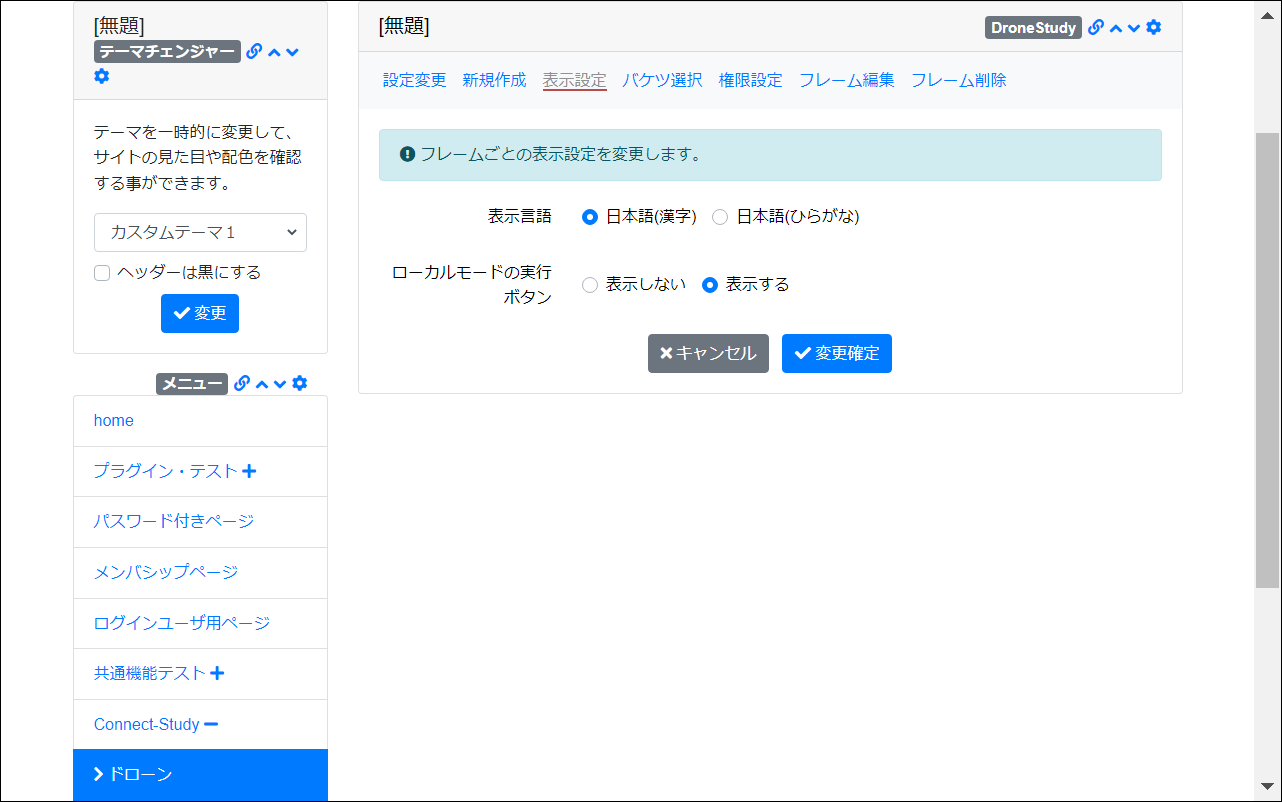 [無題]
テーマチェンジャー
テーマを一時的に変更して、
サイトの見た目や配色を確認
する事ができます。
カスタムテーマ１
ヘッダーは黒にする
変更
メニュー
home
プラグイン・テスト
パスワード付きページ
メンバシップページ
ログインユーザ用ページ
共通機能テスト
Connect-Study
ドローン
[無題]
DroneStudy
設定変更 新規作成 表示設定 バケツ選択 権限設定 フレーム編集 フレーム削除
フレームごとの表示設定を変更します。
表示言語 日本語(漢字) 日本語(ひらがな)
ローカルモードの実行
ボタン
表示しない 表示する
キャンセル 変更確定